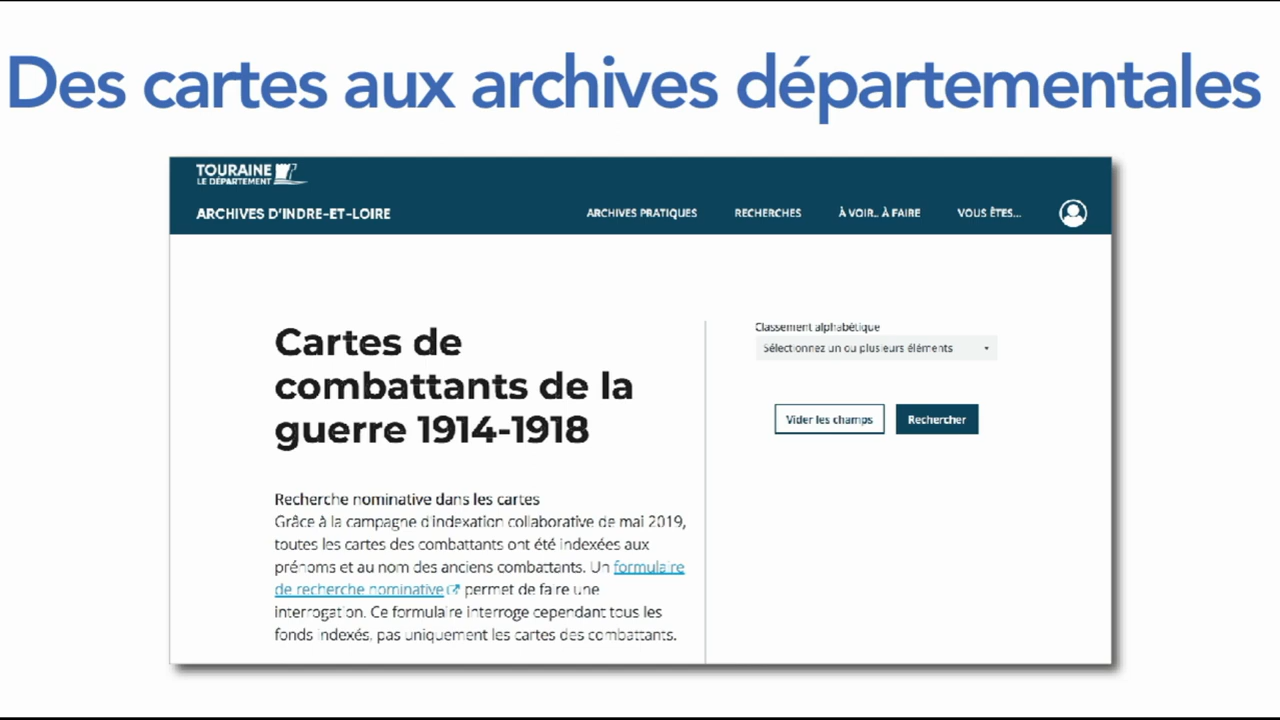 Des cartes aux archives départementales
TOURAINE
LE DÉPARTEMENT
ARCHIVES D'INDRE-ET-LOIRE
ARCHIVES PRATIQUES
RECHERCHES
À VOIR... À FAIRE
VOUS ÊTES...
Cartes de
combattants de la
guerre 1914-1918
Recherche nominative dans les cartes
Grâce à la campagne d'indexation collaborative de mai 2019,
toutes les cartes des combattants ont été indexées aux
prénoms et au nom des anciens combattants. Un formulaire
de recherche nominative permet de faire une
interrogation. Ce formulaire interroge cependant tous les
fonds indexés, pas uniquement les cartes des combattants.
Classement alphabétique
Sélectionnez un ou plusieurs éléments
Vider les champs
Rechercher